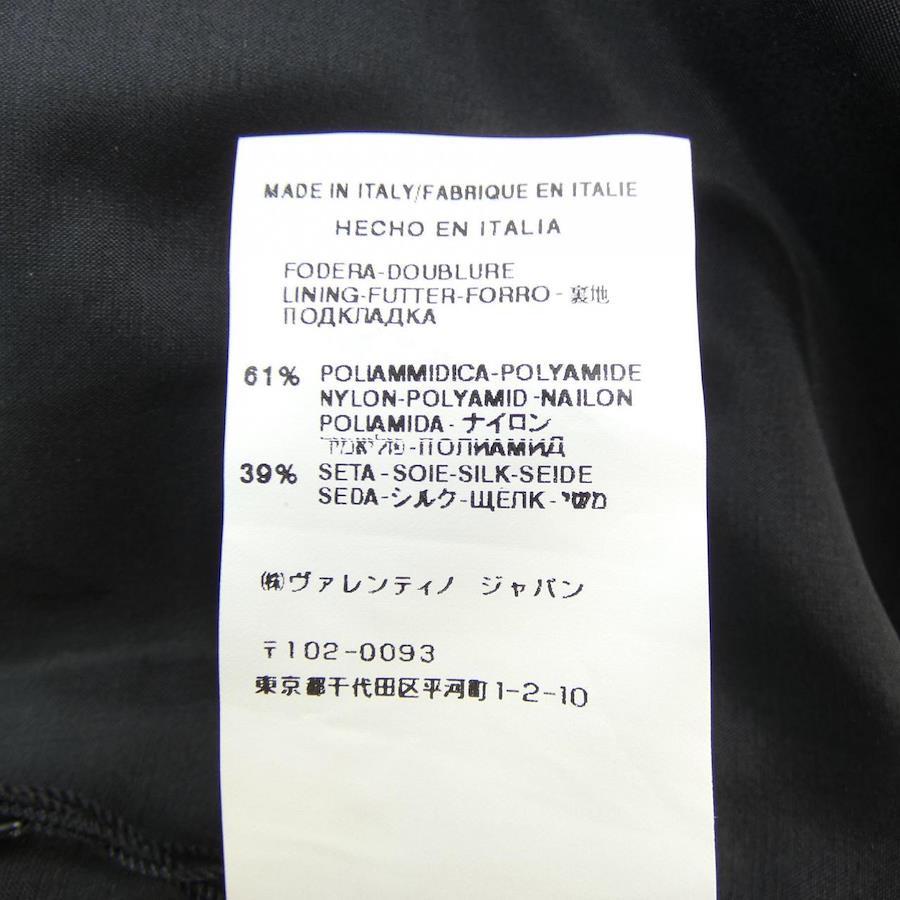 MADE IN ITALY/FABRIQUE EN ITALIE
HECHO EN ITALIA
FODERA-DOUBLURE
LINING-FUTTER-FORRO - 裏地
ПОДКЛАДКА
61% POLIAMMIDICA-POLYAMIDE
NYLON-POLYAMID -NAILON
POLIAMIDA - ナイロン
פוליאמיד-ПОЛИАМИД
39% SETA-SOIE-SILK-SEIDE
SEDA-シルク-ЩЕЛК-משי
㈱ヴァレンティノ ジャパン
〒102-0093
東京都千代田区平河町1-2-10